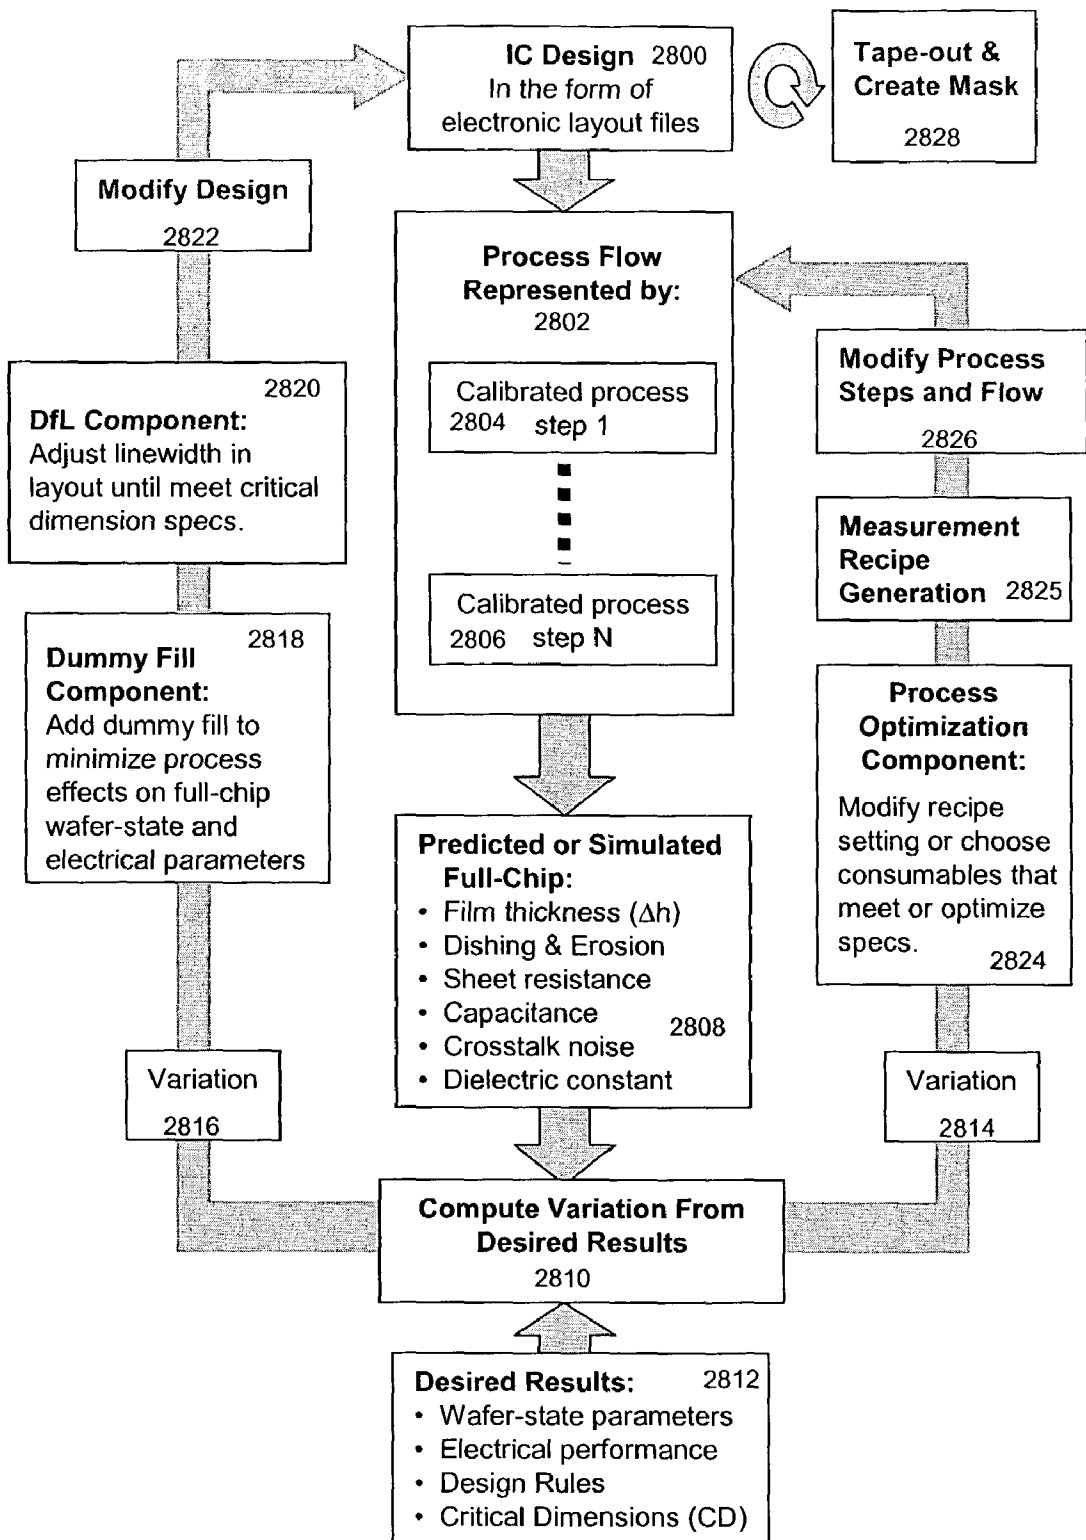 IC Design 2800
In the form of
electronic layout files
Tape-out &
Create Mask
2828
Modify Design
2822
Process Flow
Represented by:
2802
Calibrated process
2804 step 1
Calibrated process
2806 step N
Modify Process
Steps and Flow
2826
2820
DfL Component:
Adjust linewidth in
layout until meet critical
dimension specs.
Measurement
Recipe
Generation 2825
2818
Dummy Fill
Component:
Add dummy fill to
minimize process
effects on full-chip
wafer-state and
electrical parameters
Process
Optimization
Component:
Modify recipe
setting or choose
consumables that
meet or optimize
specs.
2824
Predicted or Simulated
Full-Chip:
• Film thickness (Δh)
• Dishing & Erosion
• Sheet resistance
• Capacitance
2808
• Crosstalk noise
• Dielectric constant
Variation
2816
Variation
2814
Compute Variation From
Desired Results
2810
Desired Results: 2812
• Wafer-state parameters
• Electrical performance
• Design Rules
• Critical Dimensions (CD)